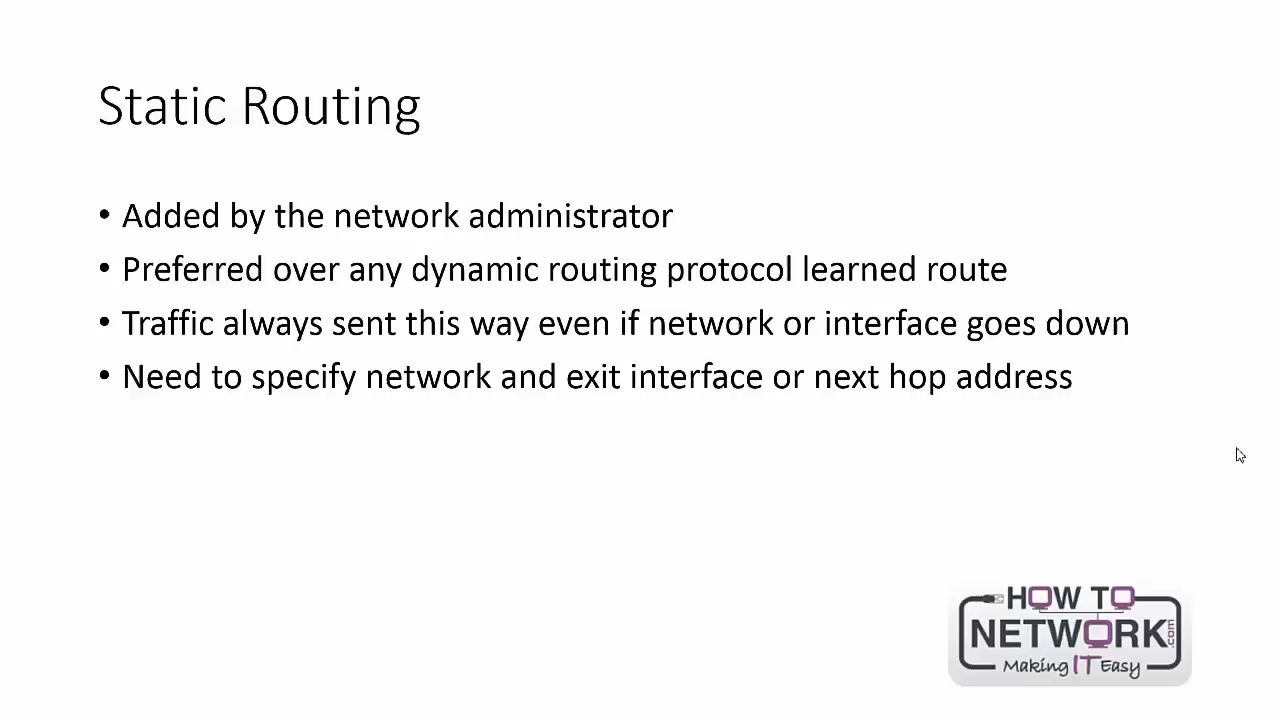 Static Routing
• Added by the network administrator
• Preferred over any dynamic routing protocol learned route
• Traffic always sent this way even if network or interface goes down
• Need to specify network and exit interface or next hop address
HOW TO
NETWORK.com
Making IT Easy